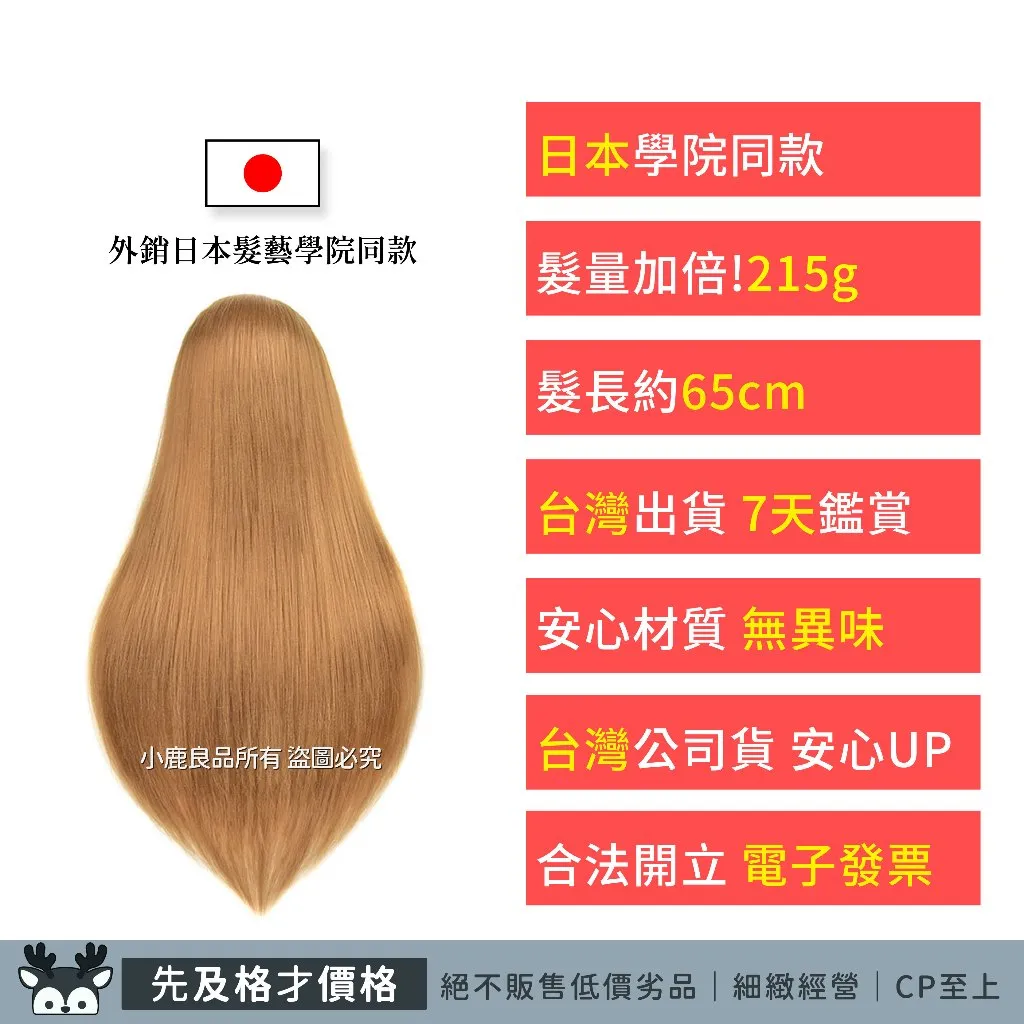 外銷日本髮藝學院同款
小鹿良品所有 盜圖必究
日本學院同款
髮量加倍!215g
髮長約65cm
台灣出貨 7天鑑賞
安心材質 無異味
台灣公司貨 安心UP
合法開立 電子發票
先及格才價格
絕不販售低價劣品｜細緻經營｜CP至上